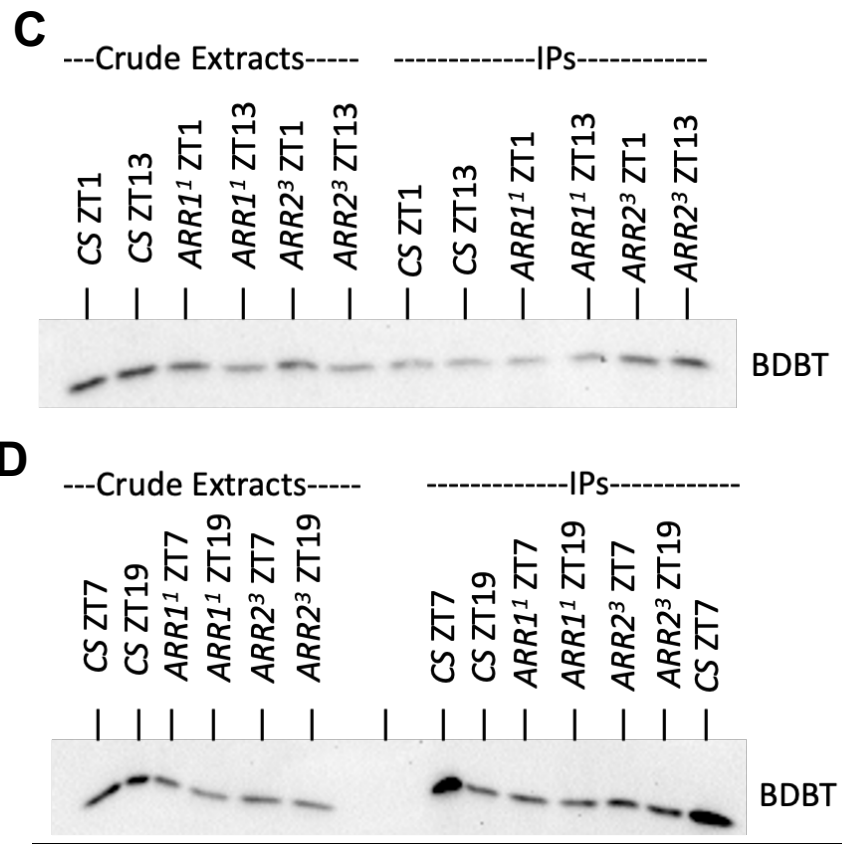 C
---Crude Extracts----- -------------IPs------------
CS ZT1
CS ZT13
ARR1¹ ZT1
ARR1¹ ZT13
ARR2³ ZT1
ARR2³ ZT13
CS ZT1
CS ZT13
ARR1¹ ZT1
ARR1¹ ZT13
ARR2³ ZT1
ARR2³ ZT13
BDBT
D
---Crude Extracts----- -------------IPs------------
CS ZT7
CS ZT19
ARR1¹ ZT7
ARR1¹ ZT19
ARR2³ ZT7
ARR2³ ZT19
CS ZT7
CS ZT19
ARR1¹ ZT7
ARR1¹ ZT19
ARR2³ ZT7
ARR2³ ZT19
CS ZT7
BDBT